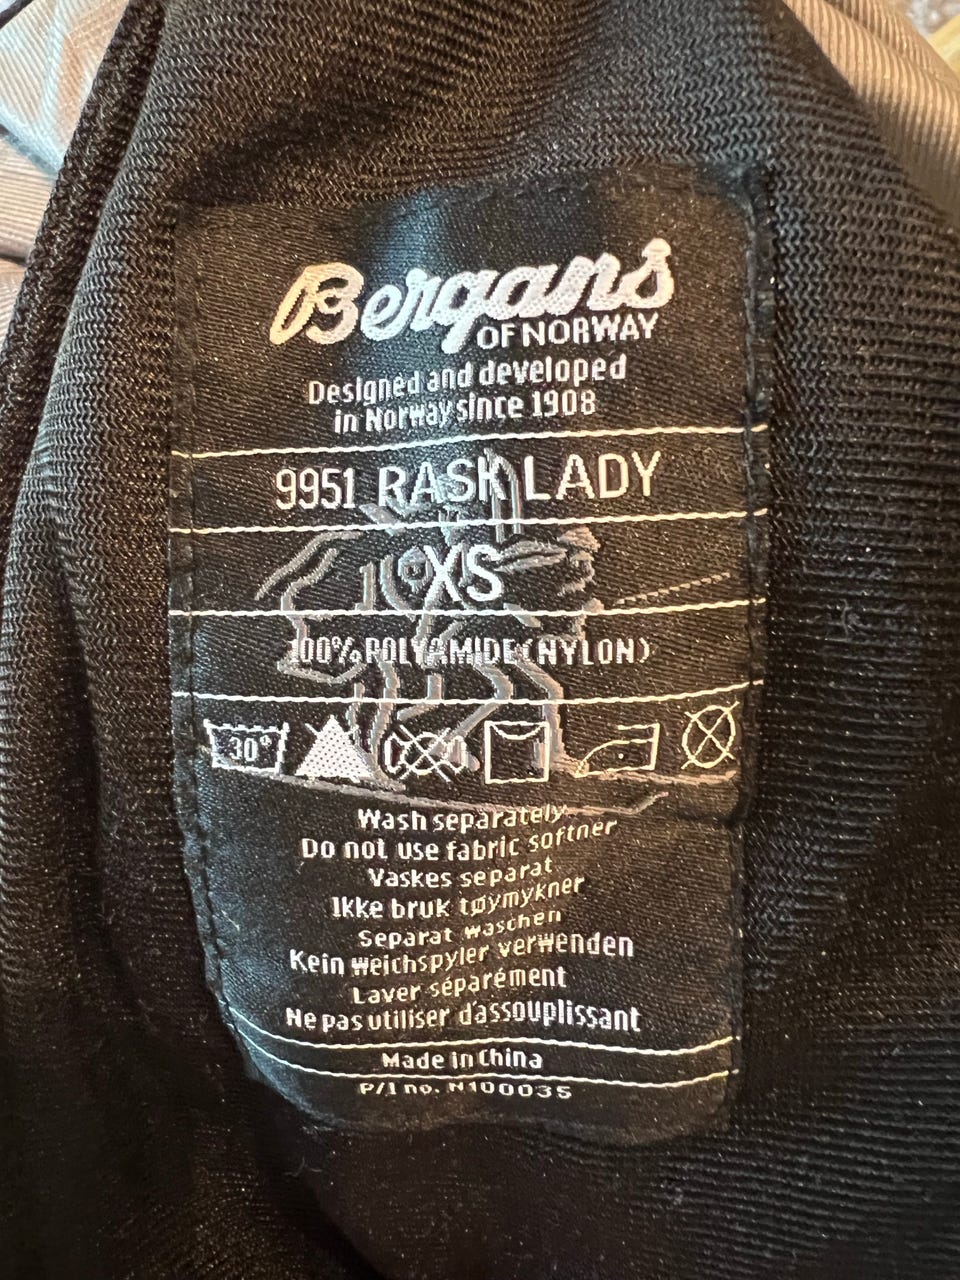 Bergans
OF NORWAY
Designed and developed
in Norway since 1908
9951 RASK LADY
XS
100% POLYAMIDE (NYLON)
30°
Wash separately
Do not use fabric softner
Vaskes separat
Ikke bruk tøymykner
Separat waschen
Kein weichspyler verwenden
Laver séparément
Ne pas utiliser d'assouplissant
Made in China
P/I no. N100035